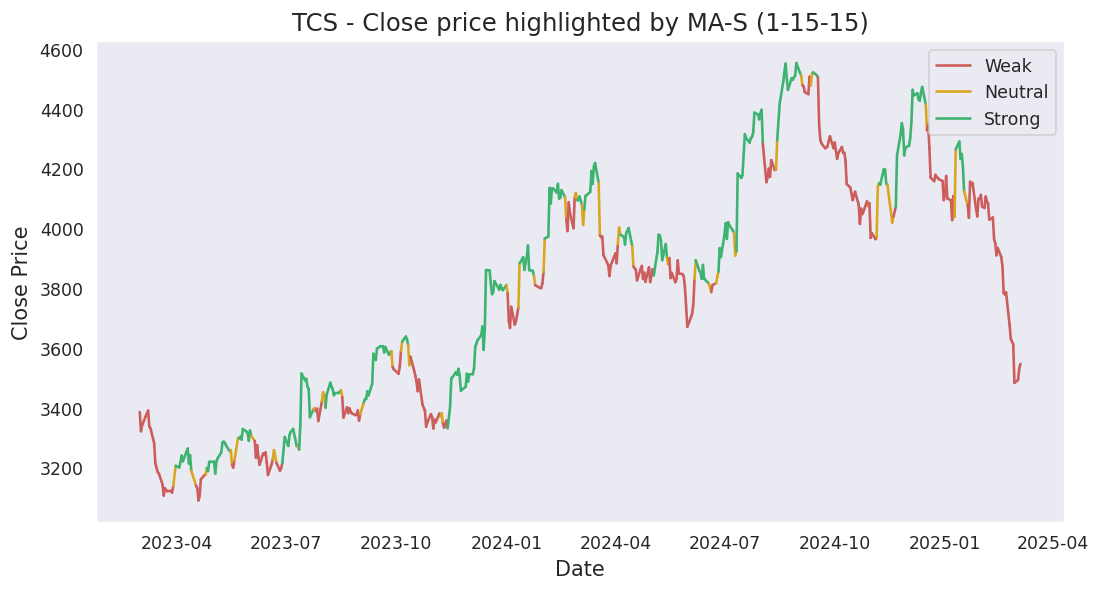 TCS - Close price highlighted by MA-S (1-15-15)
Weak
Neutral
Strong
4600
4400
4200
4000
3800
3600
3400
3200
Close Price
2023-04 2023-07 2023-10 2024-01 2024-04 2024-07 2024-10 2025-01 2025-04
Date